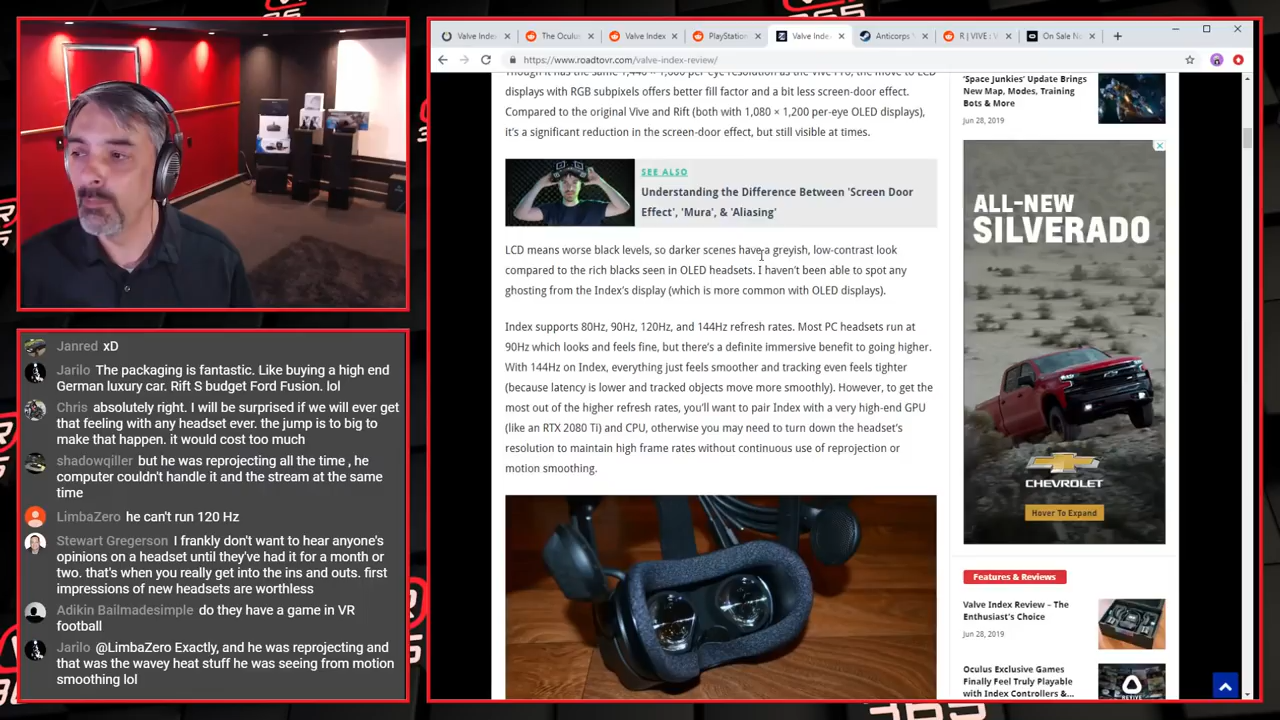 Valve Index
The Oculus
Valve Index
PlayStation
Valve Inde
Anticorps
R | VIVE : V
On Sale N
https://www.roadtovr.com/valve-index-review/
displays with RGB subpixels offers better fill factor and a bit less screen-door effect.
Compared to the original Vive and Rift (both with 1,080 × 1,200 per-eye OLED displays),
it's a significant reduction in the screen-door effect, but still visible at times.
SEE ALSO
Understanding the Difference Between 'Screen Door
Effect', 'Mura', & 'Aliasing'
LCD means worse black levels, so darker scenes have a greyish, low-contrast look
compared to the rich blacks seen in OLED headsets. I haven't been able to spot any
ghosting from the Index's display (which is more common with OLED displays).
Index supports 80Hz, 90Hz, 120Hz, and 144Hz refresh rates. Most PC headsets run at
90Hz which looks and feels fine, but there's a definite immersive benefit to going higher.
With 144Hz on Index, everything just feels smoother and tracking even feels tighter
(because latency is lower and tracked objects move more smoothly). However, to get the
most out of the higher refresh rates, you'll want to pair Index with a very high-end GPU
(like an RTX 2080 Ti) and CPU, otherwise you may need to turn down the headset's
resolution to maintain high frame rates without continuous use of reprojection or
motion smoothing.
'Space Junkies' Update Brings
New Map, Modes, Training
Bots & More
Jun 28, 2019
ALL-NEW
SILVERADO
CHEVROLET
Hover To Expand
Features & Reviews
Valve Index Review – The
Enthusiast's Choice
Jun 28, 2019
Oculus Exclusive Games
Finally Feel Truly Playable
with Index Controllers &...
Janred xD
Jarilo The packaging is fantastic. Like buying a high end
German luxury car. Rift S budget Ford Fusion. lol
Chris absolutely right. I will be surprised if we will ever get
that feeling with any headset ever. the jump is to big to
make that happen. it would cost too much
shadowqiller but he was reprojecting all the time , he
computer couldn't handle it and the stream at the same
time
LimbaZero he can't run 120 Hz
Stewart Gregerson I frankly don't want to hear anyone's
opinions on a headset until they've had it for a month or
two. that's when you really get into the ins and outs. first
impressions of new headsets are worthless
Adikin Bailmadesimple do they have a game in VR
football
Jarilo @LimbaZero Exactly, and he was reprojecting and
that was the wavey heat stuff he was seeing from motion
smoothing lol